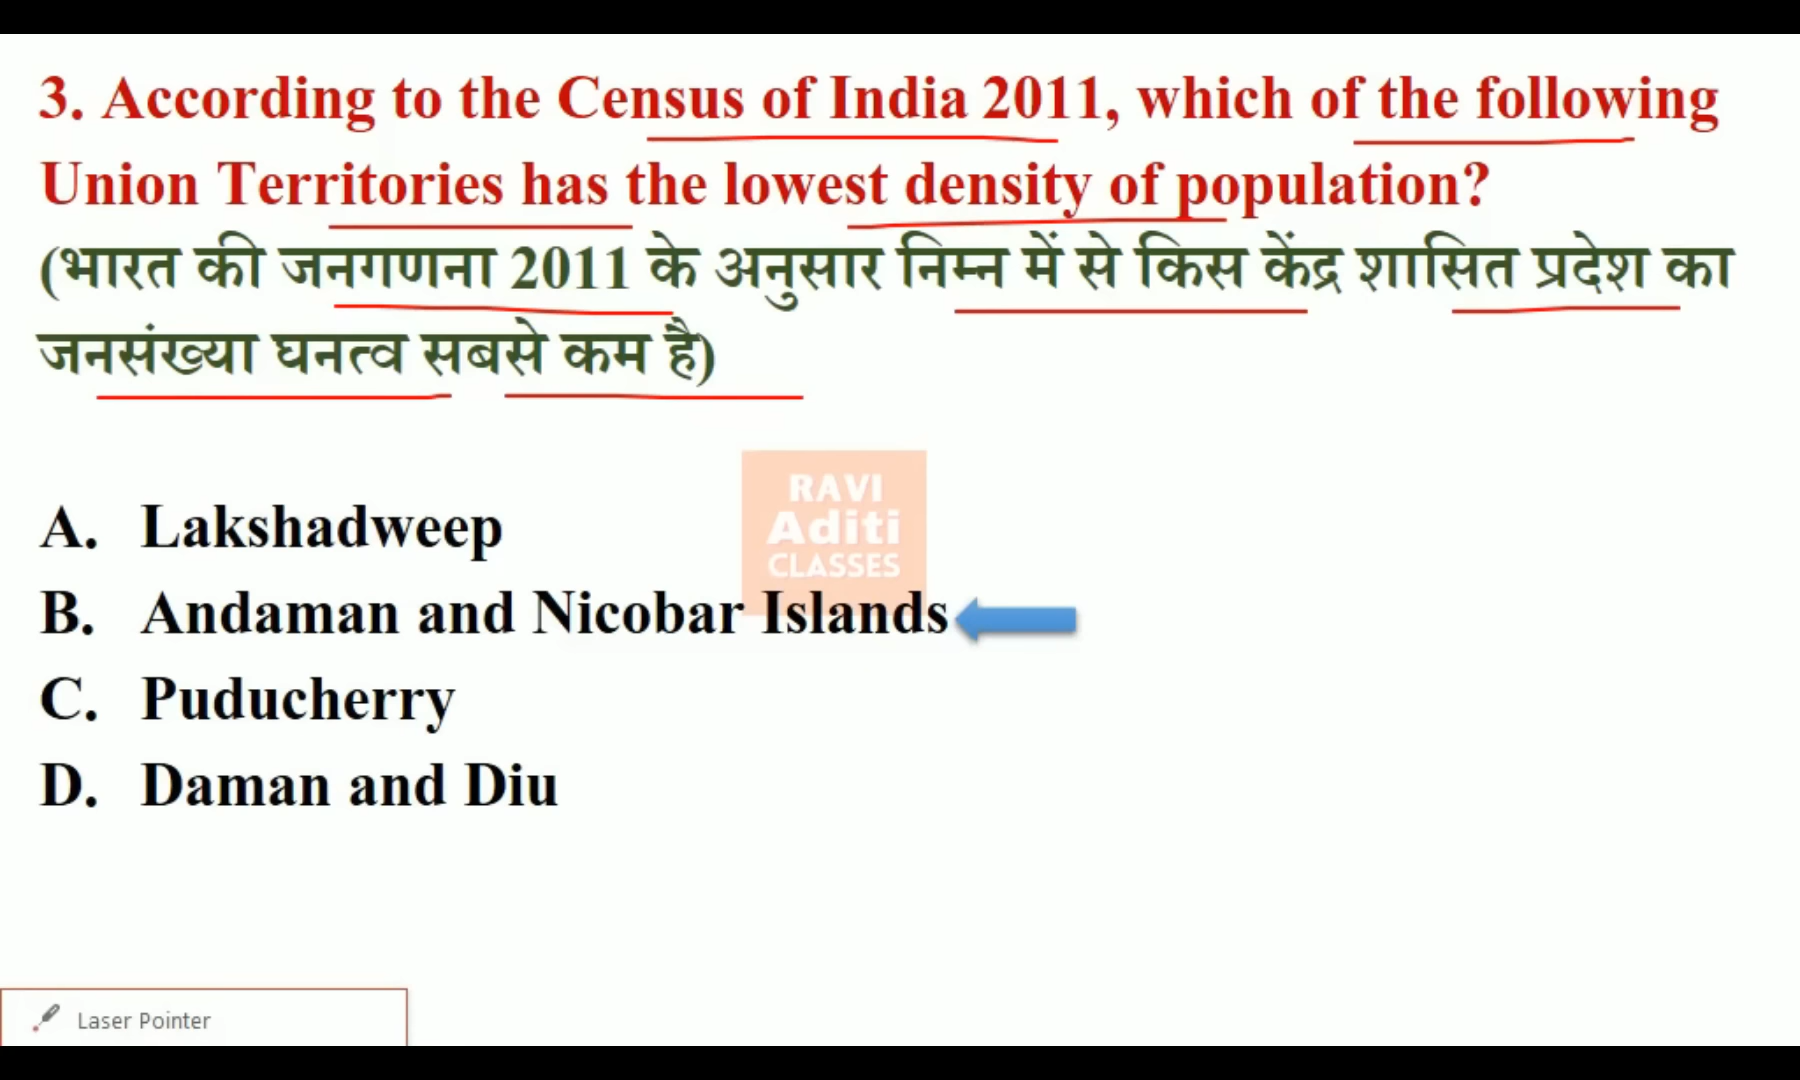 3. According to the Census of India 2011, which of the following
Union Territories has the lowest density of population?
(भारत की जनगणना 2011 के अनुसार निम्न में से किस केंद्र शासित प्रदेश का
जनसंख्या घनत्व सबसे कम है)
RAVI
Aditi
CLASSES
A. Lakshadweep
B. Andaman and Nicobar Islands
C. Puducherry
D. Daman and Diu
Laser Pointer